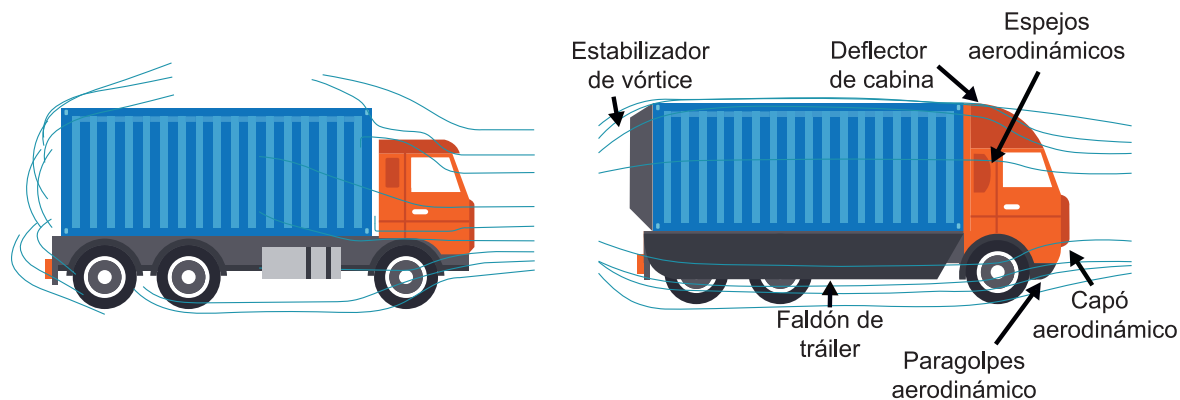 Estabilizador
de vórtice
Deflector
de cabina
Espejos
aerodinámicos
Faldón de
tráiler
Paragolpes
aerodinámico
Capó
aerodinámico